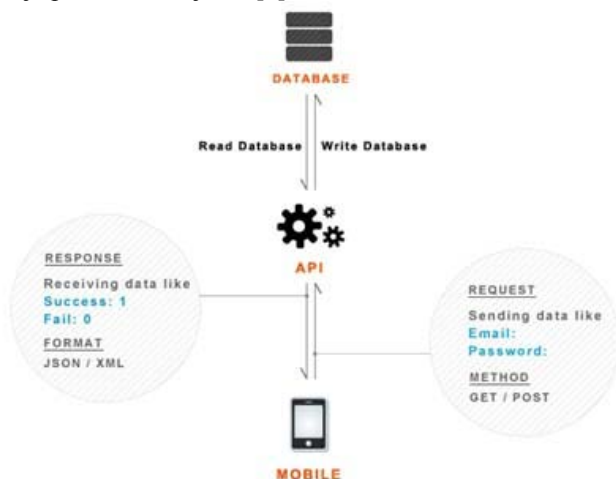 DATABASE
Read Database
Write Database
API
RESPONSE
Receiving data like
Success: 1
Fail: 0
FORMAT
JSON / XML
REQUEST
Sending data like
Email:
Password:
METHOD
GET / POST
MOBILE